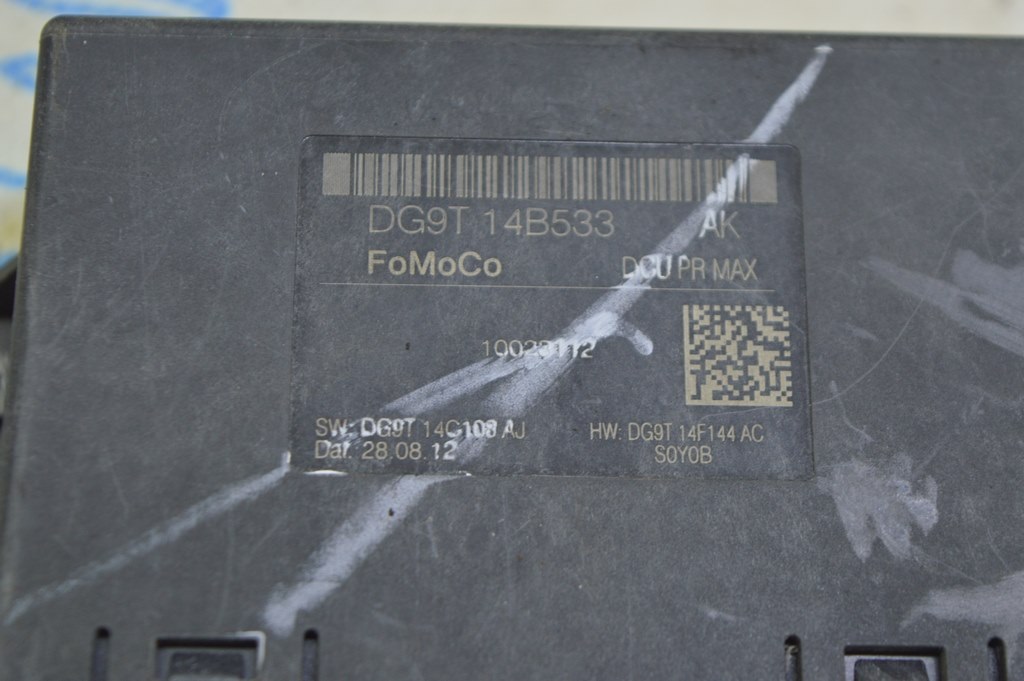 DG9T 14B533 AK
FoMoCo DCU PR MAX
SW: DG9T 14C108 AJ HW: DG9T 14F144 AC
Dat. 28.08.12 S0Y0B